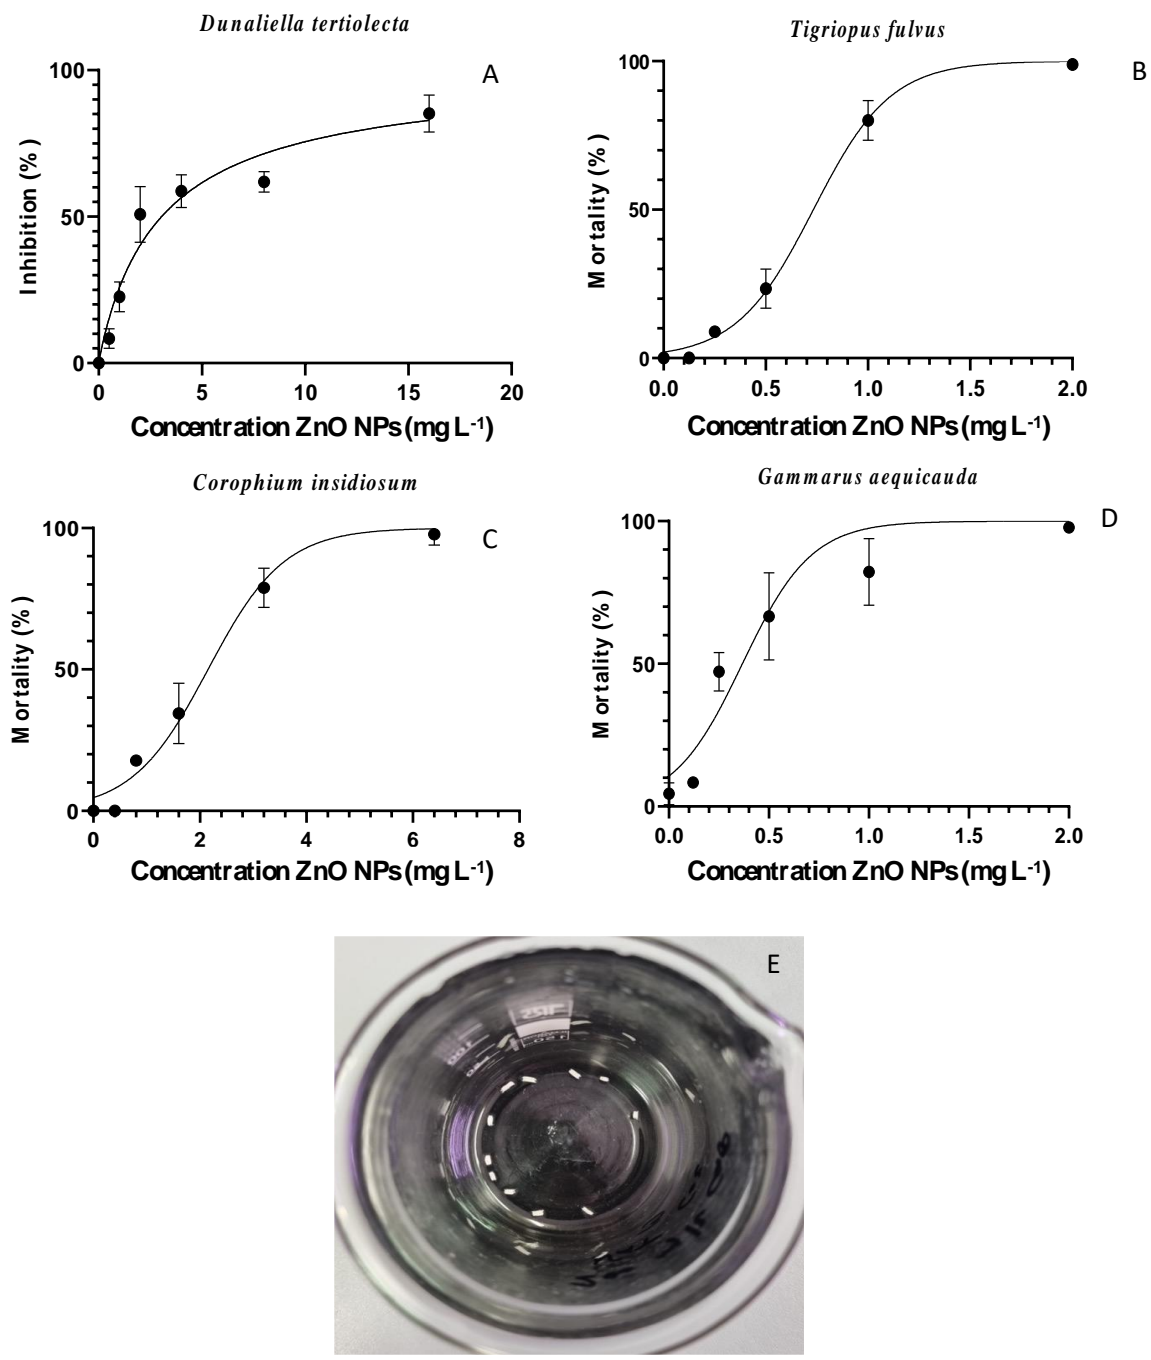 Dunaliella tertiolecta
A
Inhibition (%)
100
50
0
0 5 10 15 20
Concentration ZnO NPs (mg L-1)
Tigriopus fulvus
B
Mortality (%)
100
50
0
0.0 0.5 1.0 1.5 2.0
Concentration ZnO NPs (mg L-1)
Corophium insidiosum
C
Mortality (%)
100
50
0
0 2 4 6 8
Concentration ZnO NPs (mg L-1)
Gammarus aequicauda
D
Mortality (%)
100
50
0
0.0 0.5 1.0 1.5 2.0
Concentration ZnO NPs (mg L-1)
E